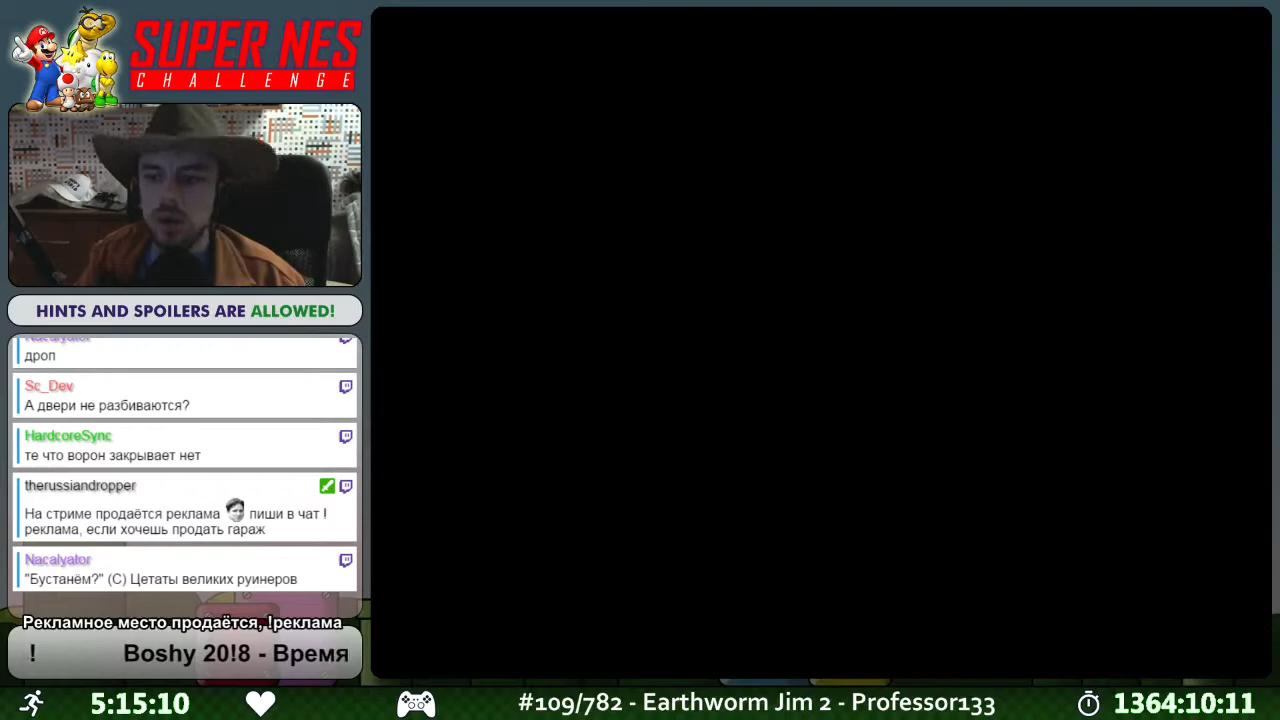 SUPER NES
CHALLENGE
HINTS AND SPOILERS ARE ALLOWED!
Nacalyator
дроп
Sc_Dev
А двери не разбиваются?
HardcoreSync
те что ворон закрывает нет
therussiandropper
На стриме продаётся реклама пиши в чат !
реклама, если хочешь продать гараж
Nacalyator
"Бустанём?" (С) Цетаты великих руинеров
Рекламное место продаётся, !реклама
! Boshy 20!8 - Время
5:15:10
#109/782 - Earthworm Jim 2 - Professor133
1364:10:11